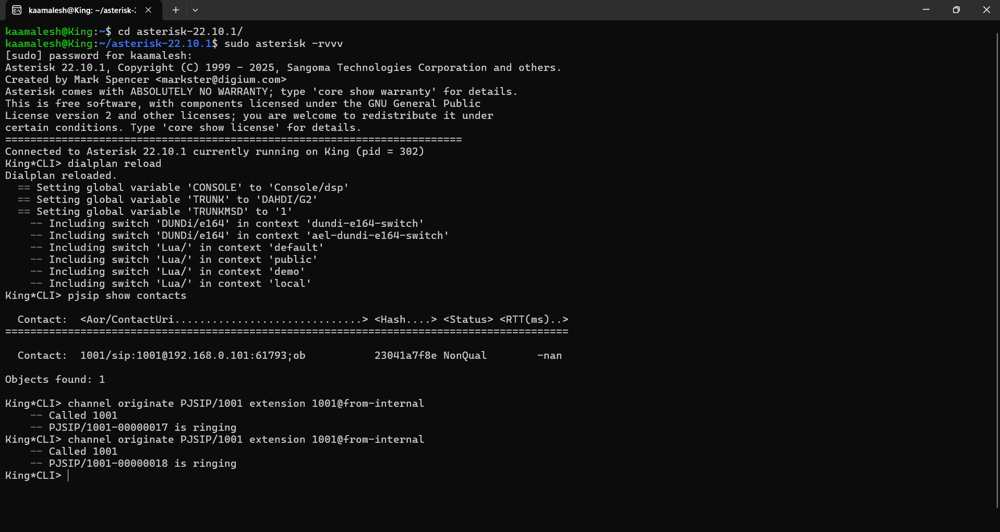 kaamalesh@King: ~/asterisk-2
kaamalesh@King:~$ cd asterisk-22.10.1/
kaamalesh@King:~/asterisk-22.10.1$ sudo asterisk -rvvv
[sudo] password for kaamalesh:
Asterisk 22.10.1, Copyright (C) 1999 - 2025, Sangoma Technologies Corporation and others.
Created by Mark Spencer <markster@digium.com>
Asterisk comes with ABSOLUTELY NO WARRANTY; type 'core show warranty' for details.
This is free software, with components licensed under the GNU General Public
License version 2 and other licenses; you are welcome to redistribute it under
certain conditions. Type 'core show license' for details.
=========================================================================
Connected to Asterisk 22.10.1 currently running on King (pid = 302)
King*CLI> dialplan reload
Dialplan reloaded.
  == Setting global variable 'CONSOLE' to 'Console/dsp'
  == Setting global variable 'TRUNK' to 'DAHDI/G2'
  == Setting global variable 'TRUNKMSD' to '1'
    -- Including switch 'DUNDi/e164' in context 'dundi-e164-switch'
    -- Including switch 'DUNDi/e164' in context 'ael-dundi-e164-switch'
    -- Including switch 'Lua/' in context 'default'
    -- Including switch 'Lua/' in context 'public'
    -- Including switch 'Lua/' in context 'demo'
    -- Including switch 'Lua/' in context 'local'
King*CLI> pjsip show contacts
  Contact:  <Aor/ContactUri..............................> <Hash....> <Status> <RTT(ms)..>
==========================================================================================
  Contact:  1001/sip:1001@192.168.0.101:61793;ob           23041a7f8e NonQual        -nan
Objects found: 1
King*CLI> channel originate PJSIP/1001 extension 1001@from-internal
    -- Called 1001
    -- PJSIP/1001-00000017 is ringing
King*CLI> channel originate PJSIP/1001 extension 1001@from-internal
    -- Called 1001
    -- PJSIP/1001-00000018 is ringing
King*CLI>